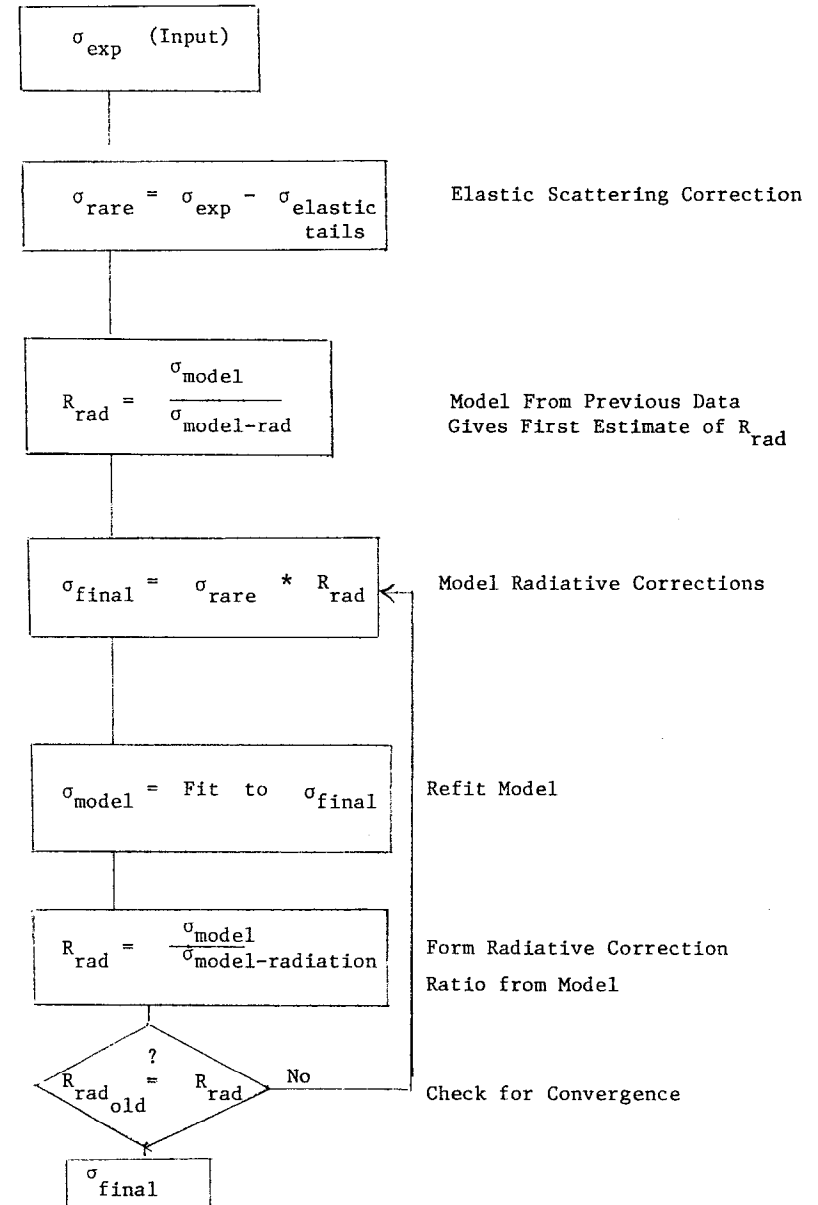 σexp (Input)
σrare = σexp - σelastic tails
Elastic Scattering Correction
Rrad = σmodel / σmodel-rad
Model From Previous Data
Gives First Estimate of Rrad
σfinal = σrare * Rrad
Model Radiative Corrections
σmodel = Fit to σfinal
Refit Model
Rrad = σmodel / σmodel-radiation
Form Radiative Correction
Ratio from Model
?
Rrad old = Rrad
No
Check for Convergence
σfinal